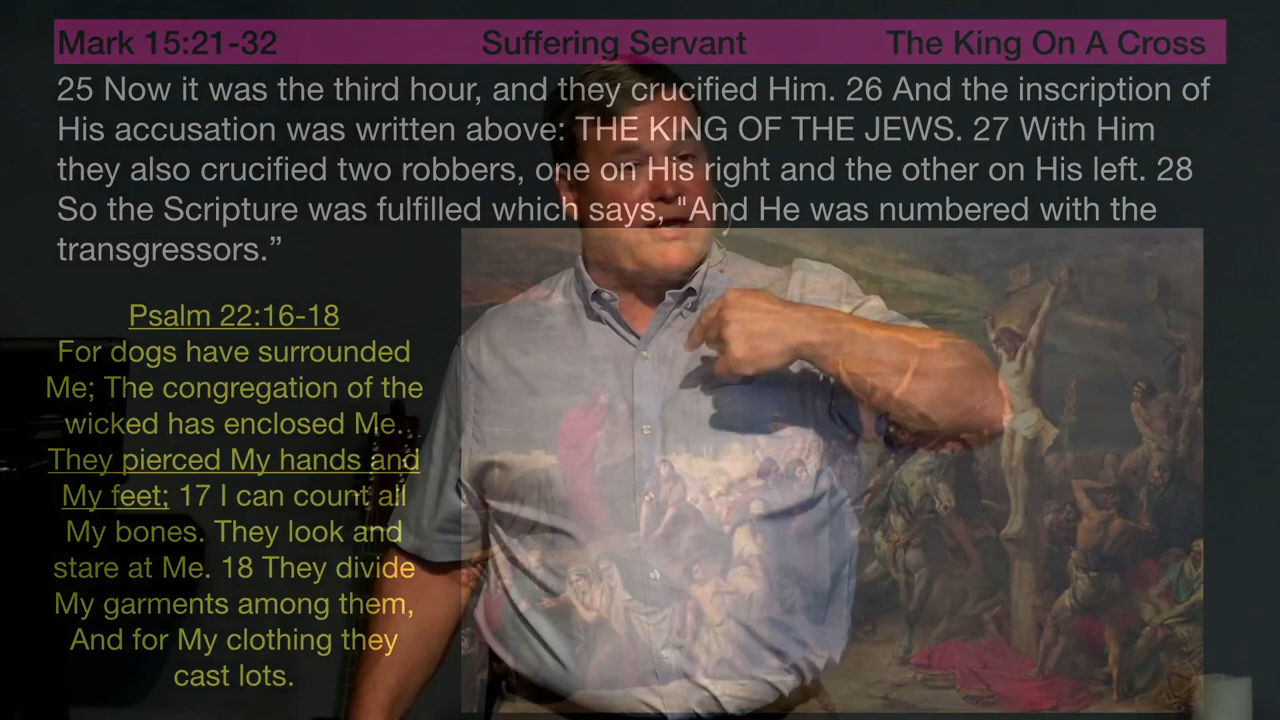 Mark 15:21-32 Suffering Servant The King On A Cross
25 Now it was the third hour, and they crucified Him. 26 And the inscription of
His accusation was written above: THE KING OF THE JEWS. 27 With Him
they also crucified two robbers, one on His right and the other on His left. 28
So the Scripture was fulfilled which says, "And He was numbered with the
transgressors.”
Psalm 22:16-18
For dogs have surrounded
Me; The congregation of the
wicked has enclosed Me.
They pierced My hands and
My feet; 17 I can count all
My bones. They look and
stare at Me. 18 They divide
My garments among them,
And for My clothing they
cast lots.